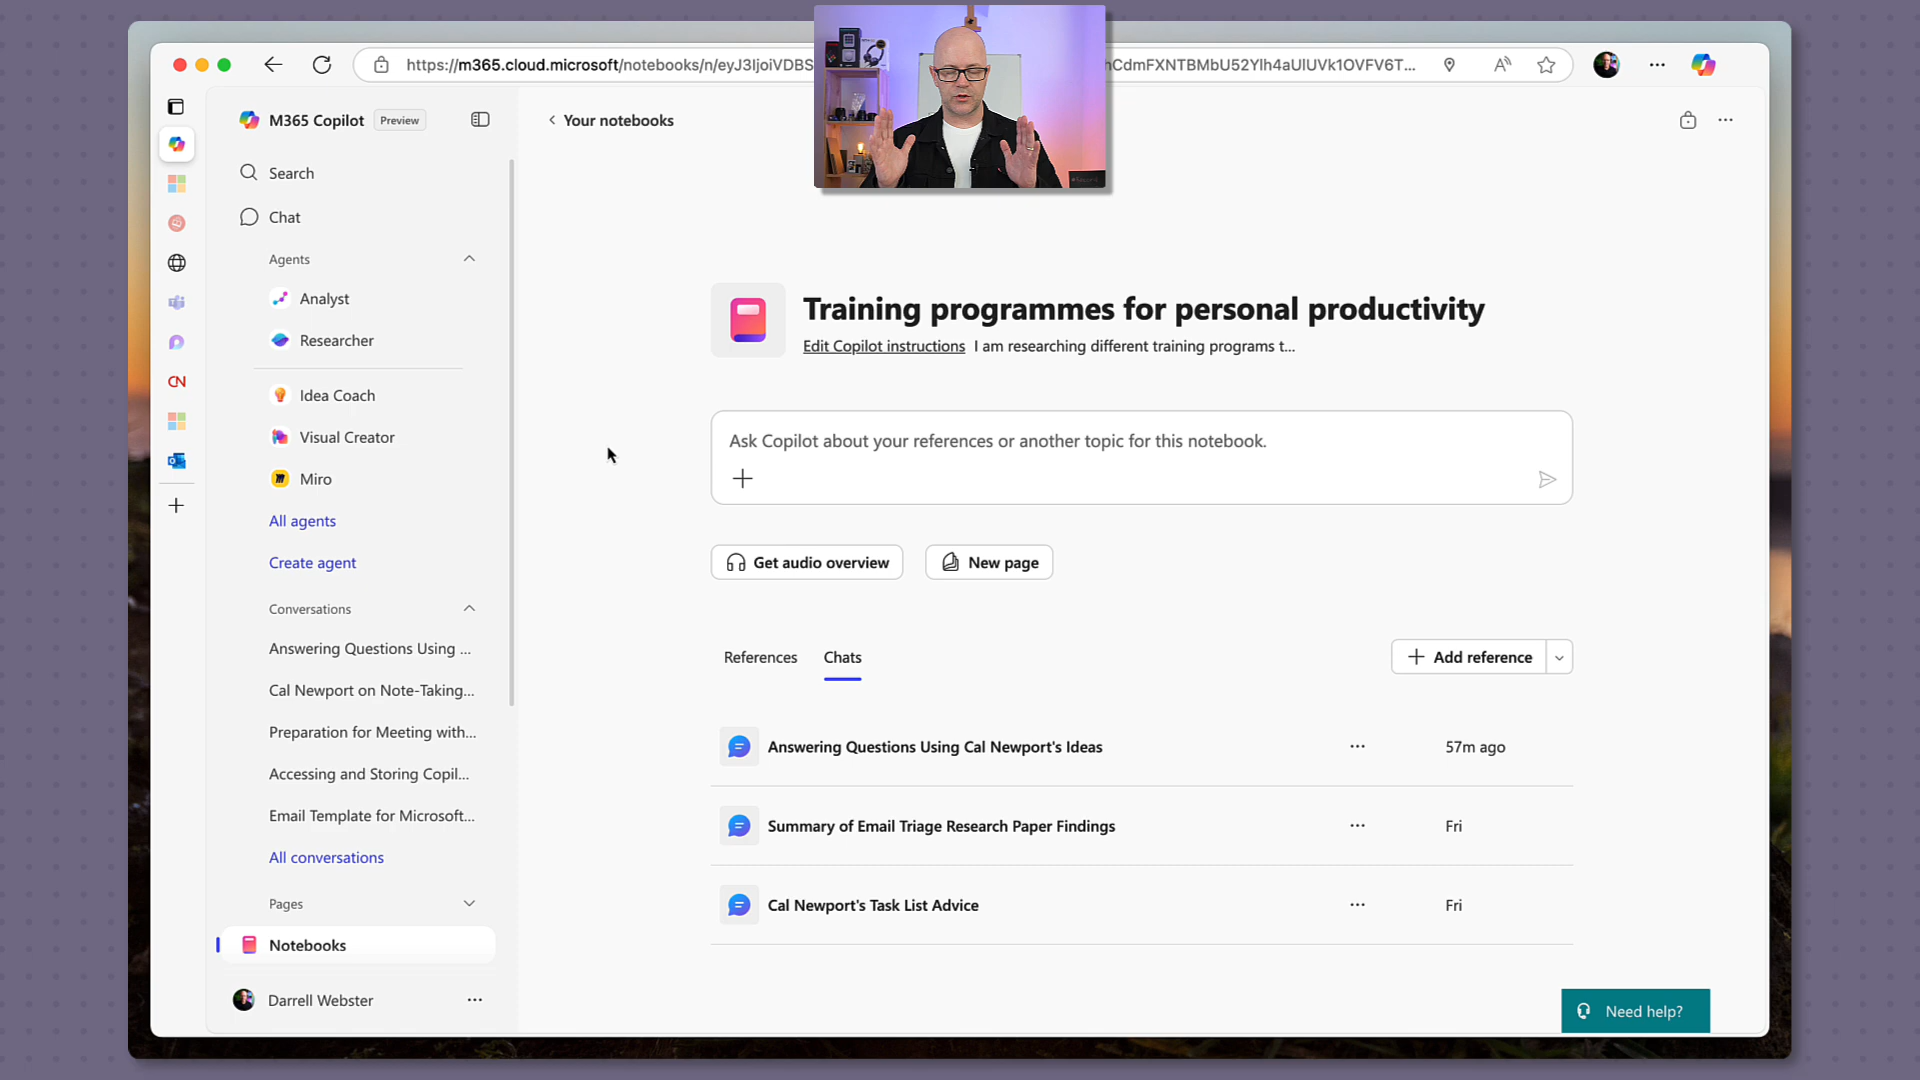 https://m365.cloud.microsoft/notebooks/n/eyJ3IjoiVDBS
CdmFXNTBMbU52Ylh4aUlUVk1OVFV6T...
M365 Copilot
Preview
Your notebooks
Search
Chat
Agents
Analyst
Researcher
Idea Coach
Visual Creator
Miro
All agents
Create agent
Conversations
Answering Questions Using ...
Cal Newport on Note-Taking...
Preparation for Meeting with...
Accessing and Storing Copil...
Email Template for Microsoft...
All conversations
Pages
Notebooks
Darrell Webster
CN
Training programmes for personal productivity
Edit Copilot instructions I am researching different training programs t...
Ask Copilot about your references or another topic for this notebook.
Get audio overview
New page
References
Chats
Add reference
Answering Questions Using Cal Newport's Ideas
57m ago
Summary of Email Triage Research Paper Findings
Fri
Cal Newport's Task List Advice
Fri
Need help?